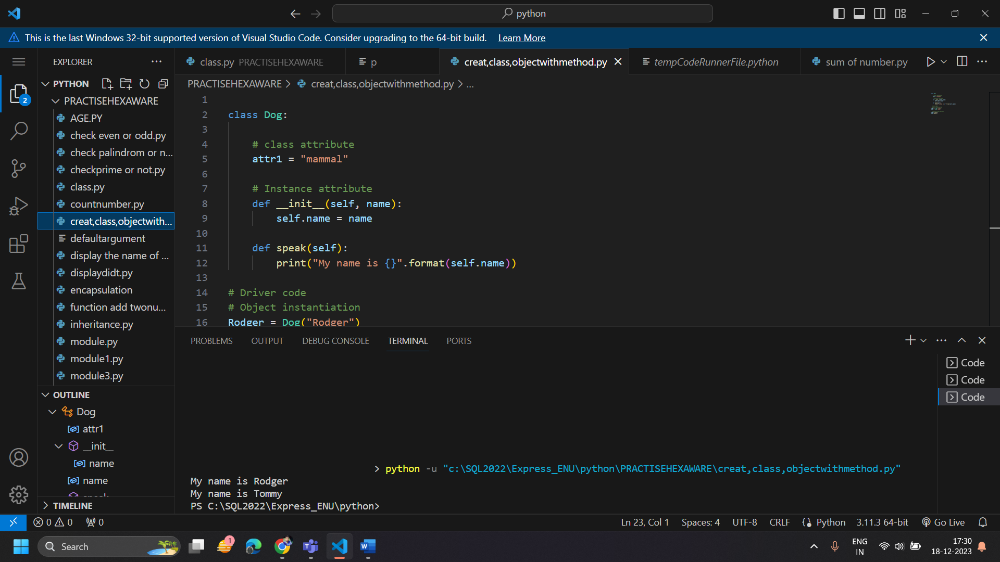 python
This is the last Windows 32-bit supported version of Visual Studio Code. Consider upgrading to the 64-bit build. Learn More
EXPLORER
class.py PRACTISEHEXAWARE
p
creat,class,objectwithmethod.py
tempCodeRunnerFile.python
sum of number.py
PYTHON
PRACTISEHEXAWARE
AGE.PY
check even or odd.py
check palindrom or n...
checkprime or not.py
class.py
countnumber.py
creat,class,objectwith...
defaultargument
display the name of ...
displaydidt.py
encapsulation
function add twonu...
inheritance.py
module.py
module1.py
module3.py
OUTLINE
Dog
attr1
__init__
name
name
speak
TIMELINE
2
PRACTISEHEXAWARE > creat,class,objectwithmethod.py > ...
1
2 class Dog:
3
4 # class attribute
5 attr1 = "mammal"
6
7 # Instance attribute
8 def __init__(self, name):
9 self.name = name
10
11 def speak(self):
12 print("My name is {}".format(self.name))
13
14 # Driver code
15 # Object instantiation
16 Rodger = Dog("Rodger")
PROBLEMS OUTPUT DEBUG CONSOLE TERMINAL PORTS
Code
Code
Code
> python -u "c:\SQL2022\Express_ENU\python\PRACTISEHEXAWARE\creat,class,objectwithmethod.py"
My name is Rodger
My name is Tommy
PS C:\SQL2022\Express_ENU\python>
0 0 0 Ln 23, Col 1 Spaces: 4 UTF-8 CRLF Python 3.11.3 64-bit Go Live
Search
1
ENG
IN
17:30
18-12-2023